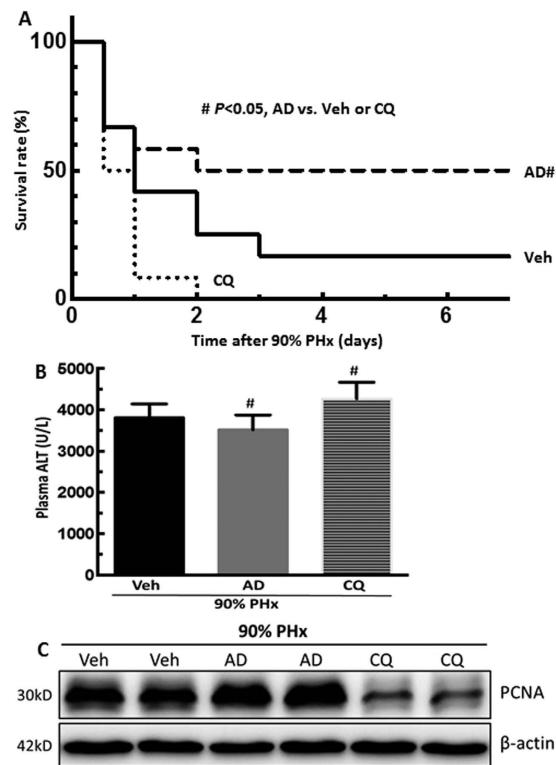 A
100
50
0
Survival rate (%)
# P<0.05, AD vs. Veh or CQ
AD#
Veh
CQ
0 2 4 6
Time after 90% PHx (days)
B
5000
4000
3000
2000
1000
0
Plasma ALT (U/L)
# #
Veh AD CQ
90% PHx
90% PHx
C
Veh Veh AD AD CQ CQ
30kD PCNA
42kD β-actin